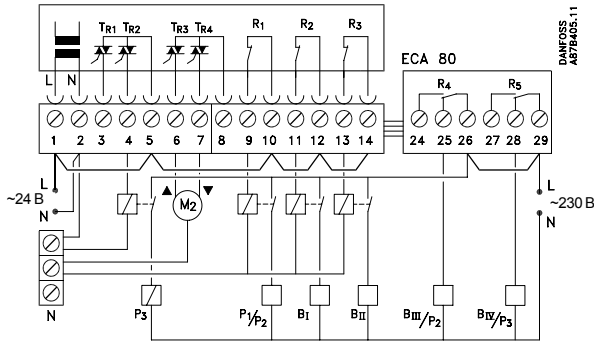 TR1 TR2 TR3 TR4 R1 R2 R3
DANFOSS
A87B405.11
ECA 80
L N
R4 R5
1 2 3 4 5 6 7 8 9 10 11 12 13 14
24 25 26 27 28 29
L
~24 В
N
M2
L
~230 В
N
N
P3 P1/P2 BI BII BIII/P2 BIV/P3